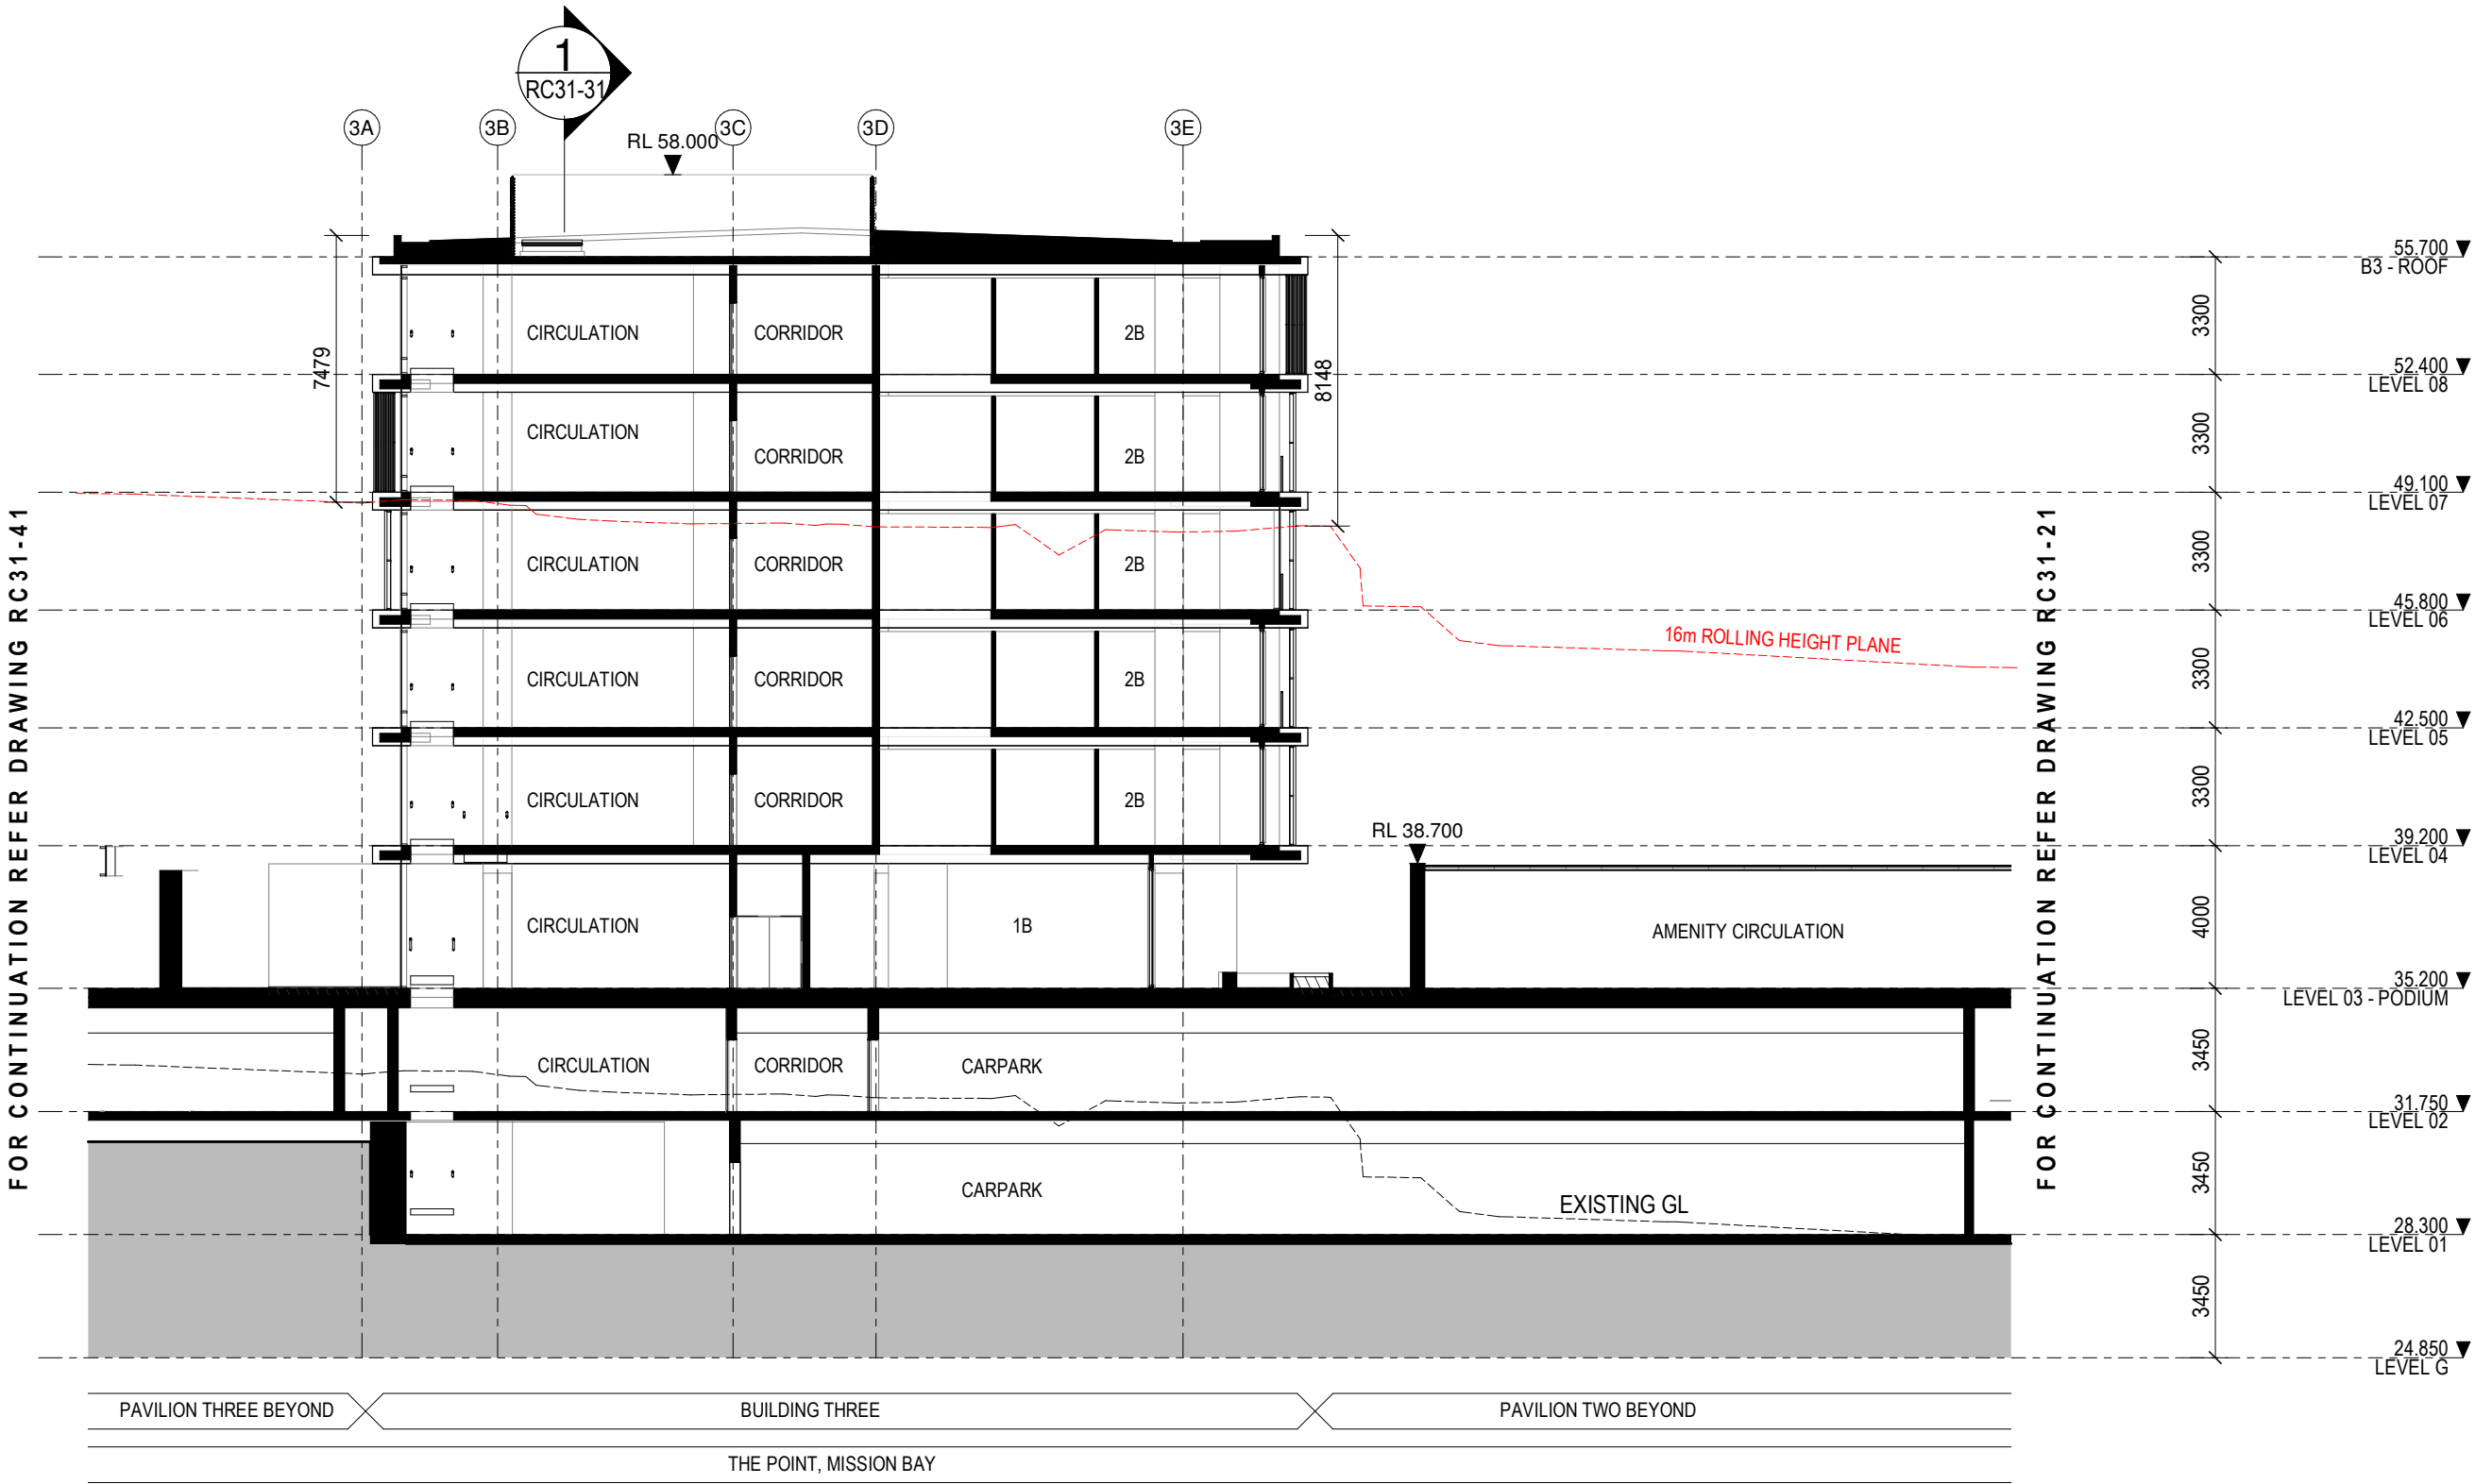 1
RC31-31
3A
3B
3C
3D
3E
RL 58.000
55.700
B3 - ROOF
3300
CIRCULATION
CORRIDOR
2B
7479
8148
52.400
LEVEL 08
3300
CIRCULATION
CORRIDOR
2B
49.100
LEVEL 07
3300
CIRCULATION
CORRIDOR
2B
45.800
LEVEL 06
16m ROLLING HEIGHT PLANE
3300
CIRCULATION
CORRIDOR
2B
42.500
LEVEL 05
3300
CIRCULATION
CORRIDOR
2B
RL 38.700
39.200
LEVEL 04
4000
CIRCULATION
1B
AMENITY CIRCULATION
35.200
LEVEL 03 - PODIUM
3450
CIRCULATION
CORRIDOR
CARPARK
31.750
LEVEL 02
3450
CARPARK
EXISTING GL
28.300
LEVEL 01
3450
24.850
LEVEL G
FOR CONTINUATION REFER DRAWING RC31-41
FOR CONTINUATION REFER DRAWING RC31-21
PAVILION THREE BEYOND
BUILDING THREE
PAVILION TWO BEYOND
THE POINT, MISSION BAY